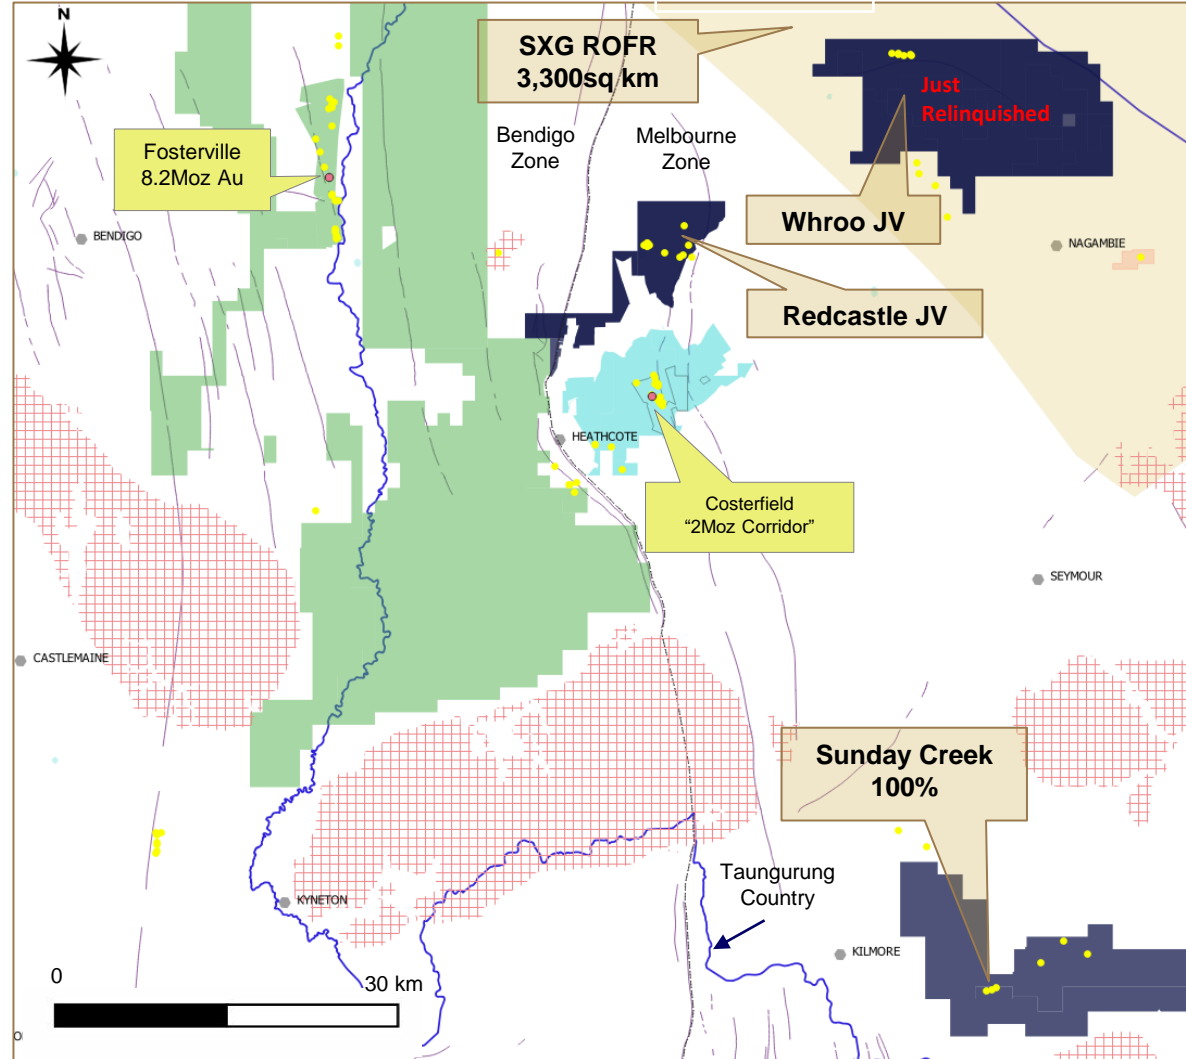 N
SXG ROFR
3,300sq km
Just
Relinquished
Bendigo
Zone
Melbourne
Zone
Fosterville
8.2Moz Au
Whroo JV
BENDIGO
NAGAMBIE
Redcastle JV
HEATHCOTE
Costerfield
“2Moz Corridor”
SEYMOUR
CASTLEMAINE
Sunday Creek
100%
Taungurung
Country
KYNETON
KILMORE
0
30 km